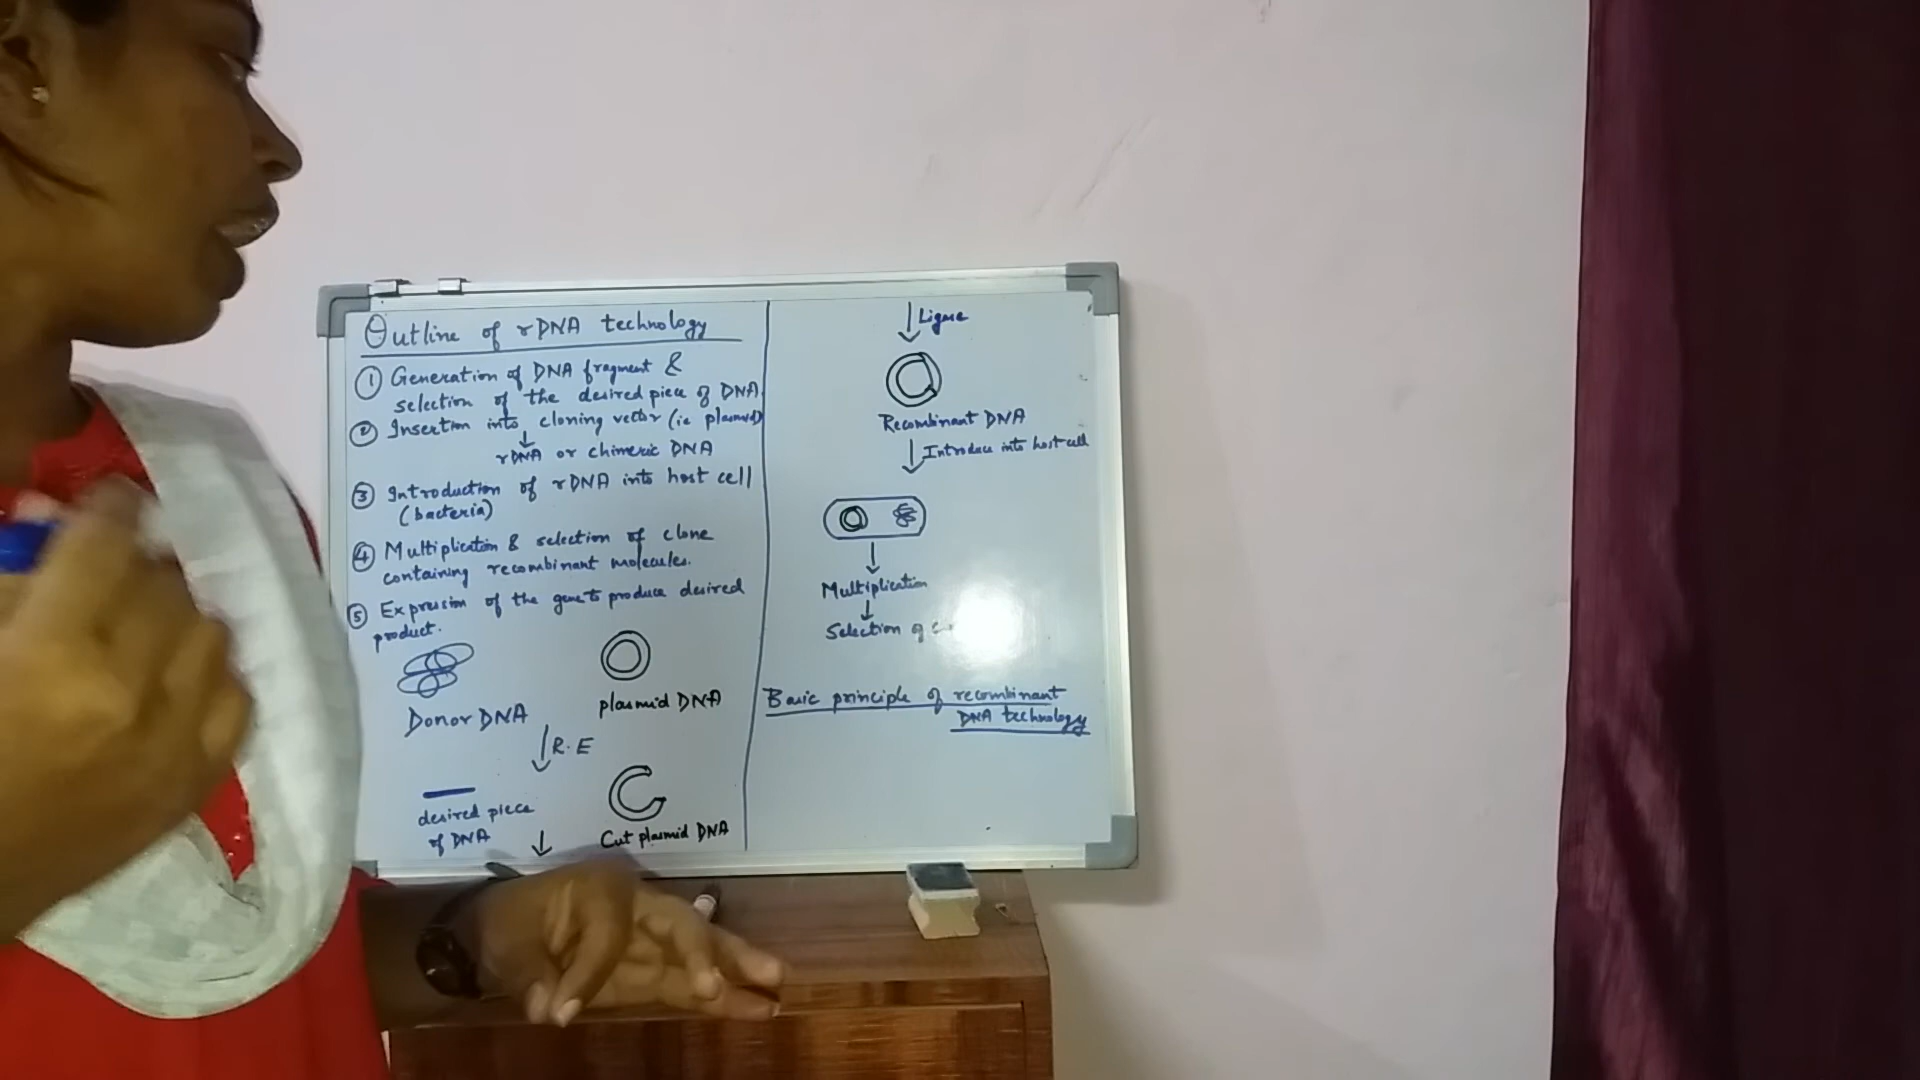 Outline of rDNA technology
① Generation of DNA fragment &
selection of the desired piece of DNA.
② Insertion into cloning vector (ie plasmid)
↓
rDNA or chimeric DNA
③ Introduction of rDNA into host cell
(bacteria)
④ Multiplication & selection of clone
containing recombinant molecules.
⑤ Expression of the gene to produce desired
product.
Donor DNA
plasmid DNA
↓ R.E
desired piece
of DNA
↓
Cut plasmid DNA
↓ Ligase
Recombinant DNA
↓ Introduce into host cell
↓
Multiplication
↓
Selection of
Basic principle of recombinant
DNA technology